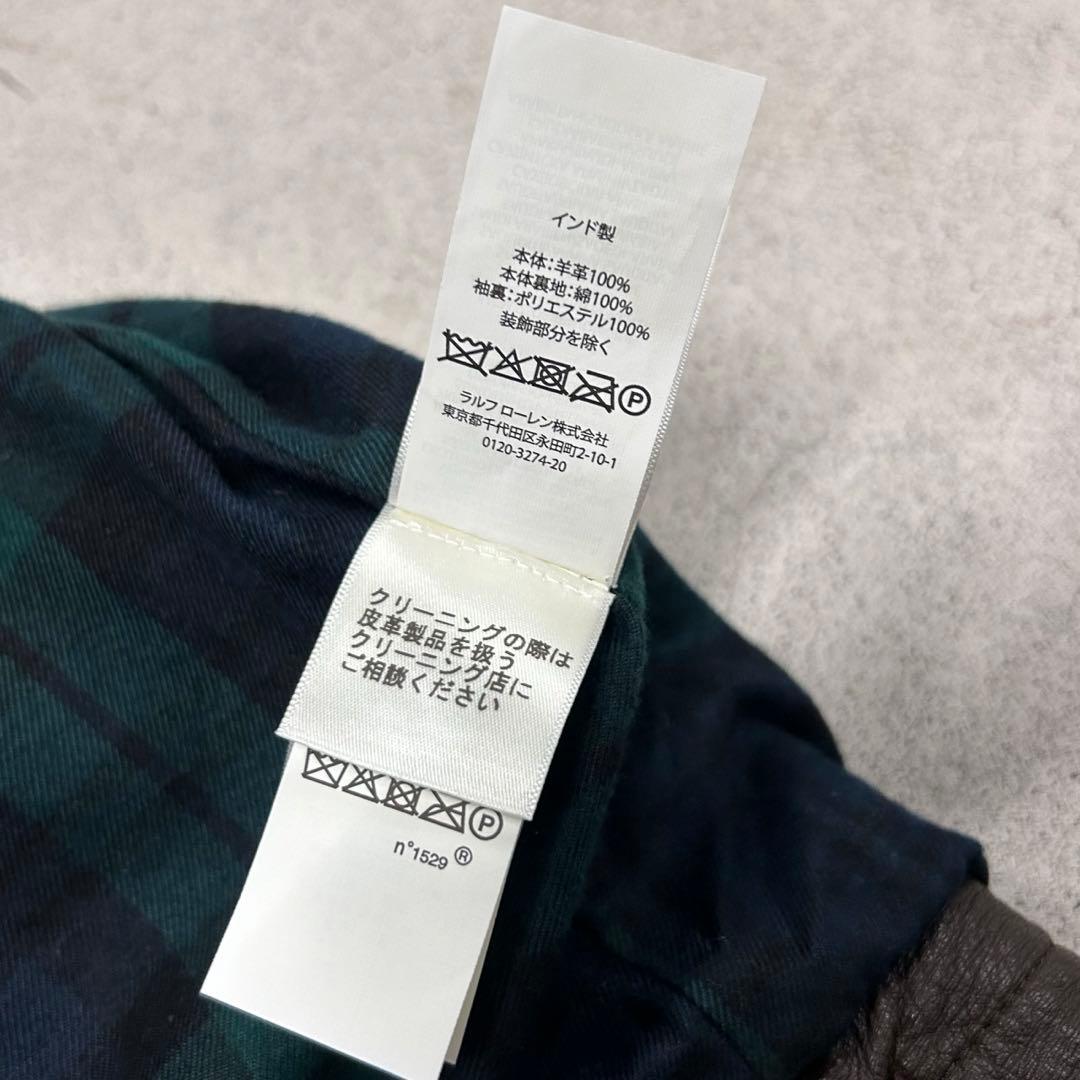 インド製
本体:羊革100%
本体裏地:綿100%
袖裏:ポリエステル100%
装飾部分を除く
P
ラルフ ローレン株式会社
東京都千代田区永田町2-10-1
0120-3274-20
クリーニングの際は
皮革製品を扱う
クリーニング店に
ご相談ください
P
n°1529 ®